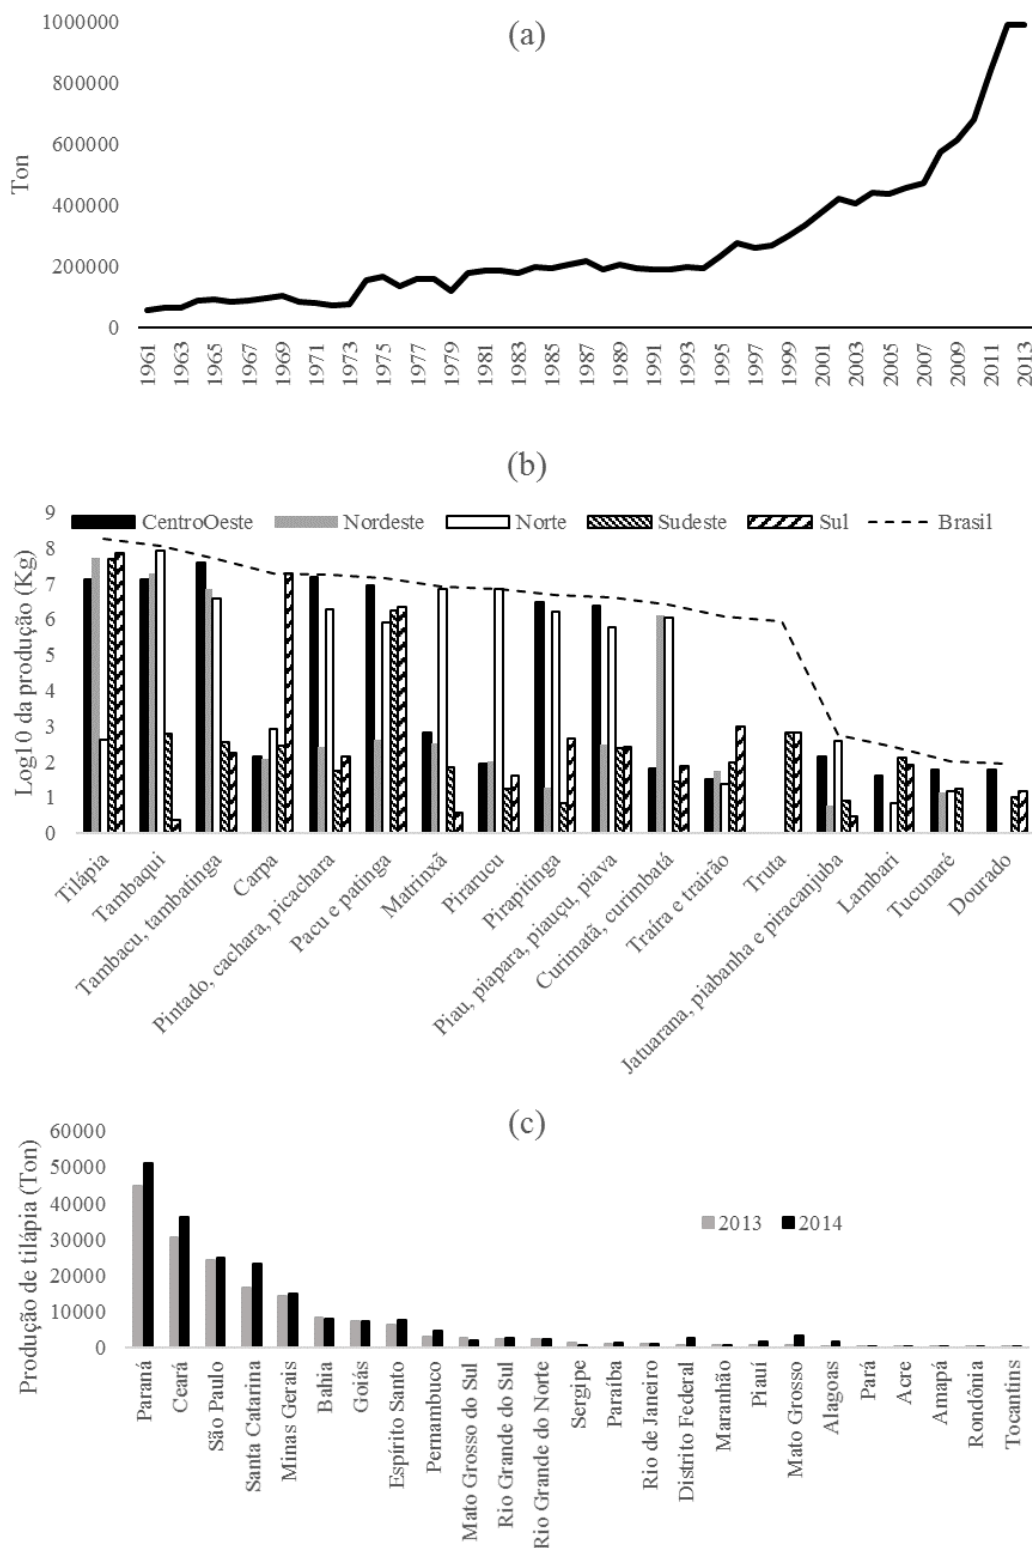 (a)
Ton
1000000
800000
600000
400000
200000
0
1961
1963
1965
1967
1969
1971
1973
1975
1977
1979
1981
1983
1985
1987
1989
1991
1993
1995
1997
1999
2001
2003
2005
2007
2009
2011
2013
(b)
Log10 da produção (Kg)
9
8
7
6
5
4
3
2
1
0
CentroOeste Nordeste Norte Sudeste Sul Brasil
Tilápia
Tambaqui
Tambacu, tambatinga
Carpa
Pintado, cachara, picachara
Pacu e patinga
Matrinxã
Pirarucu
Pirapitinga
Piau, piapara, piauçu, piava
Curimatã, curimbatá
Traíra e trairão
Truta
Jatuarana, piabanha e piracanjuba
Lambari
Tucunaré
Dourado
(c)
Produção de tilápia (Ton)
60000
50000
40000
30000
20000
10000
0
2013 2014
Paraná
Ceará
São Paulo
Santa Catarina
Minas Gerais
Bahia
Goiás
Espírito Santo
Pernambuco
Mato Grosso do Sul
Rio Grande do Sul
Rio Grande do Norte
Sergipe
Paraíba
Rio de Janeiro
Distrito Federal
Maranhão
Piauí
Mato Grosso
Alagoas
Pará
Acre
Amapá
Rondônia
Tocantins